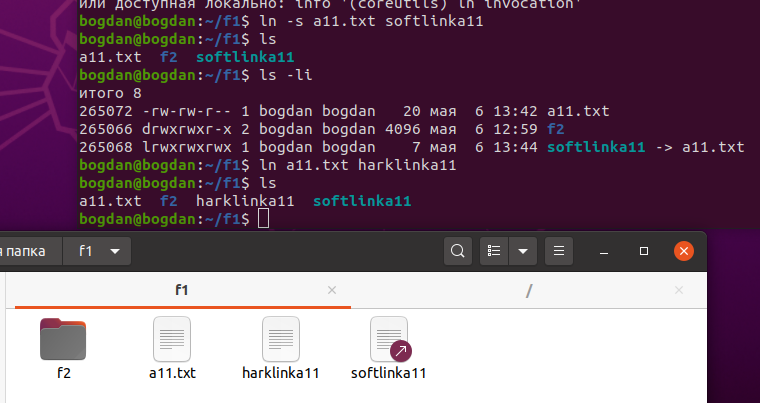 или доступная локально: info '(coreutils) ln invocation'
bogdan@bogdan:~/f1$ ln -s a11.txt softlinka11
bogdan@bogdan:~/f1$ ls
a11.txt  f2  softlinka11
bogdan@bogdan:~/f1$ ls -li
итого 8
265072 -rw-rw-r-- 1 bogdan bogdan   20 мая  6 13:42 a11.txt
265066 drwxrwxr-x 2 bogdan bogdan 4096 мая  6 12:59 f2
265068 lrwxrwxrwx 1 bogdan bogdan    7 мая  6 13:44 softlinka11 -> a11.txt
bogdan@bogdan:~/f1$ ln a11.txt harklinka11
bogdan@bogdan:~/f1$ ls
a11.txt  f2  harklinka11  softlinka11
bogdan@bogdan:~/f1$
я папка f1
f1 /
f2 a11.txt harklinka11 softlinka11